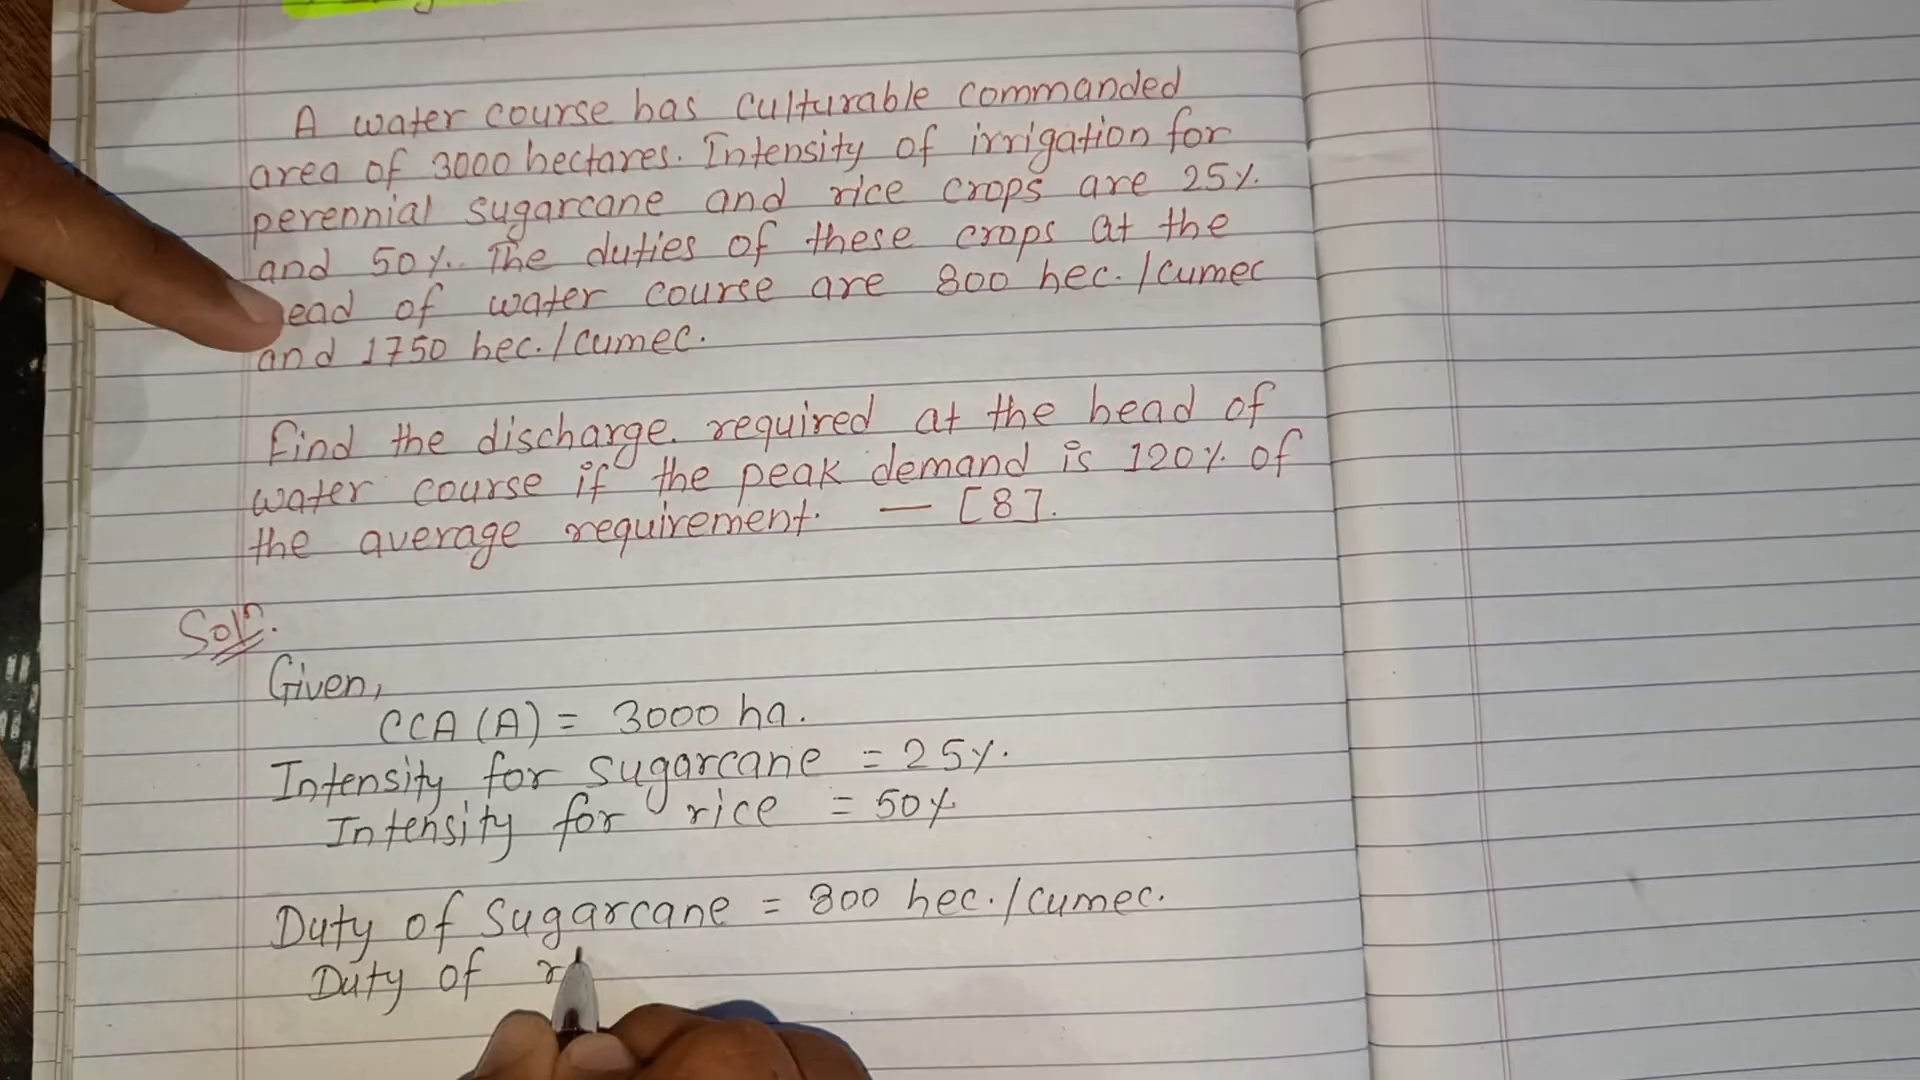 A water course has culturable commanded
area of 3000 hectares. Intensity of irrigation for
perennial sugarcane and rice crops are 25%
and 50%. The duties of these crops at the
head of water course are 800 hec./cumec
and 1750 hec./cumec.
Find the discharge required at the head of
water course if the peak demand is 120% of
the average requirement. — [8].
Soln.
Given,
CCA (A) = 3000 ha.
Intensity for sugarcane = 25%.
Intensity for rice = 50%
Duty of sugarcane = 800 hec./cumec.
Duty of r